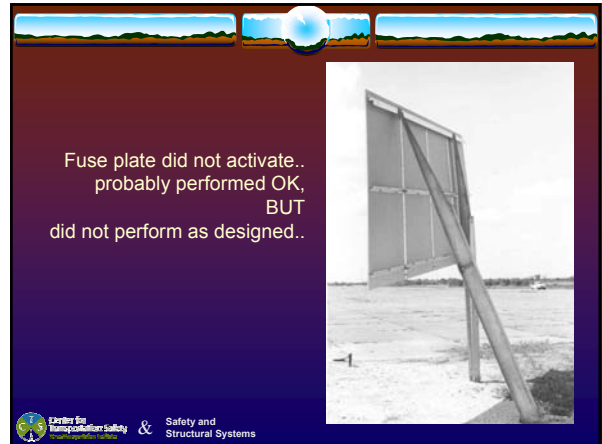 Fuse plate did not activate..
probably performed OK,
BUT
did not perform as designed..
Center for
Transportation Safety
&
Safety and
Structural Systems